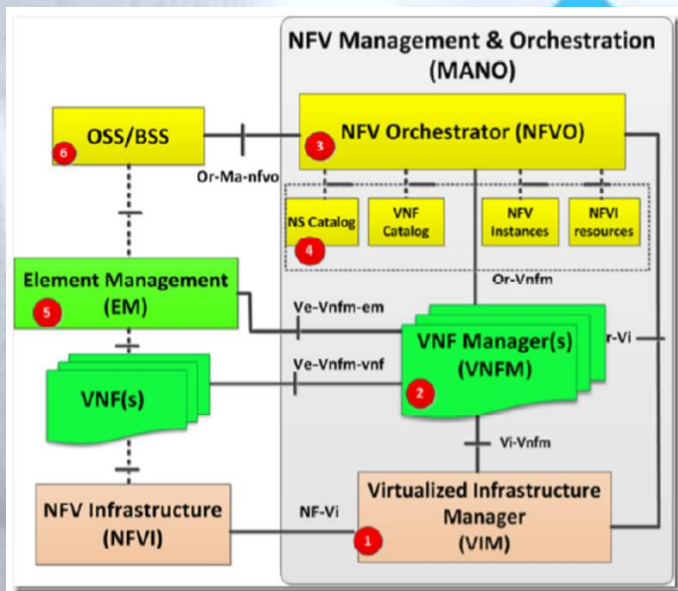 NFV Management & Orchestration
(MANO)
OSS/BSS
6
Or-Ma-nfvo
NFV Orchestrator (NFVO)
3
NS Catalog
4
VNF
Catalog
NFV
Instances
NFVI
resources
Or-Vnfm
Element Management
(EM)
5
Ve-Vnfm-em
VNF Manager(s)
(VNFM)
2
r-Vi
VNF(s)
Ve-Vnfm-vnf
Vi-Vnfm
NFV Infrastructure
(NFVI)
NF-Vi
Virtualized Infrastructure
Manager
(VIM)
1